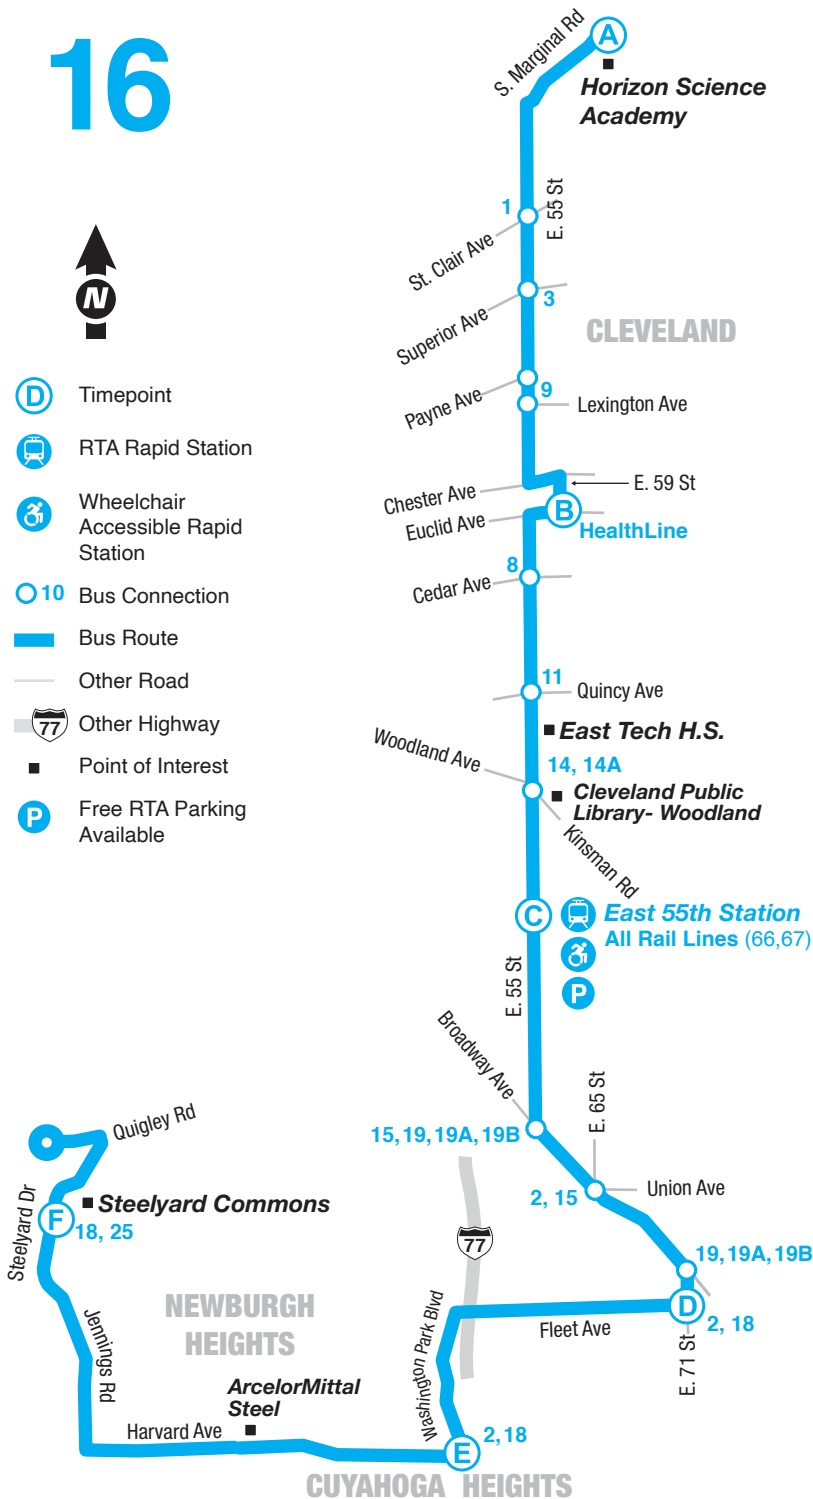 16
S. Marginal Rd
A
Horizon Science
Academy
1
E. 55 St
St. Clair Ave
3
Superior Ave
N
CLEVELAND
D
Timepoint
RTA Rapid Station
Wheelchair
Accessible Rapid
Station
10
Bus Connection
Bus Route
Other Road
77
Other Highway
Point of Interest
P
Free RTA Parking
Available
9
Payne Ave
Lexington Ave
Chester Ave
E. 59 St
Euclid Ave
B
HealthLine
8
Cedar Ave
11
Quincy Ave
East Tech H.S.
Woodland Ave
14, 14A
Cleveland Public
Library- Woodland
Kinsman Rd
C
East 55th Station
All Rail Lines (66,67)
P
E. 55 St
Broadway Ave
15, 19, 19A, 19B
E. 65 St
2, 15
Union Ave
Quigley Rd
Steelyard Commons
F
18, 25
Steelyard Dr
77
19, 19A, 19B
D
2, 18
Fleet Ave
E. 71 St
NEWBURGH
HEIGHTS
Washington Park Blvd
Jennings Rd
ArcelorMittal
Steel
Harvard Ave
2, 18
E
CUYAHOGA HEIGHTS